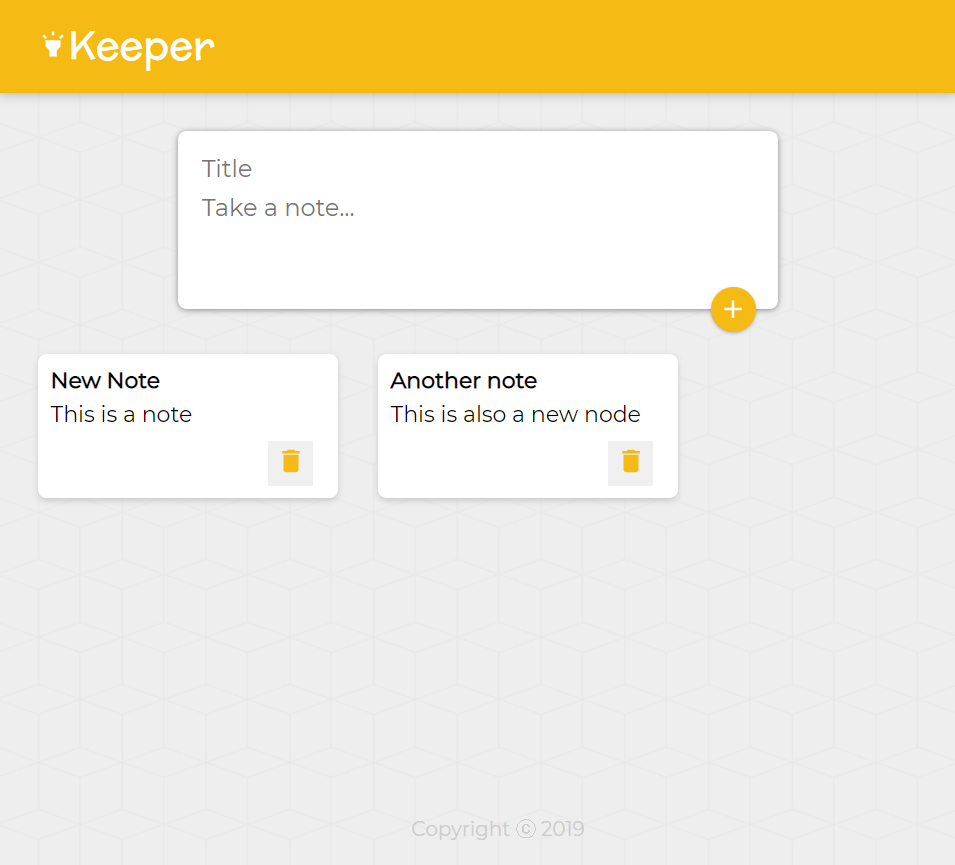 Keeper
Title
Take a note...
New Note
This is a note
Another note
This is also a new node
Copyright ⓒ 2019